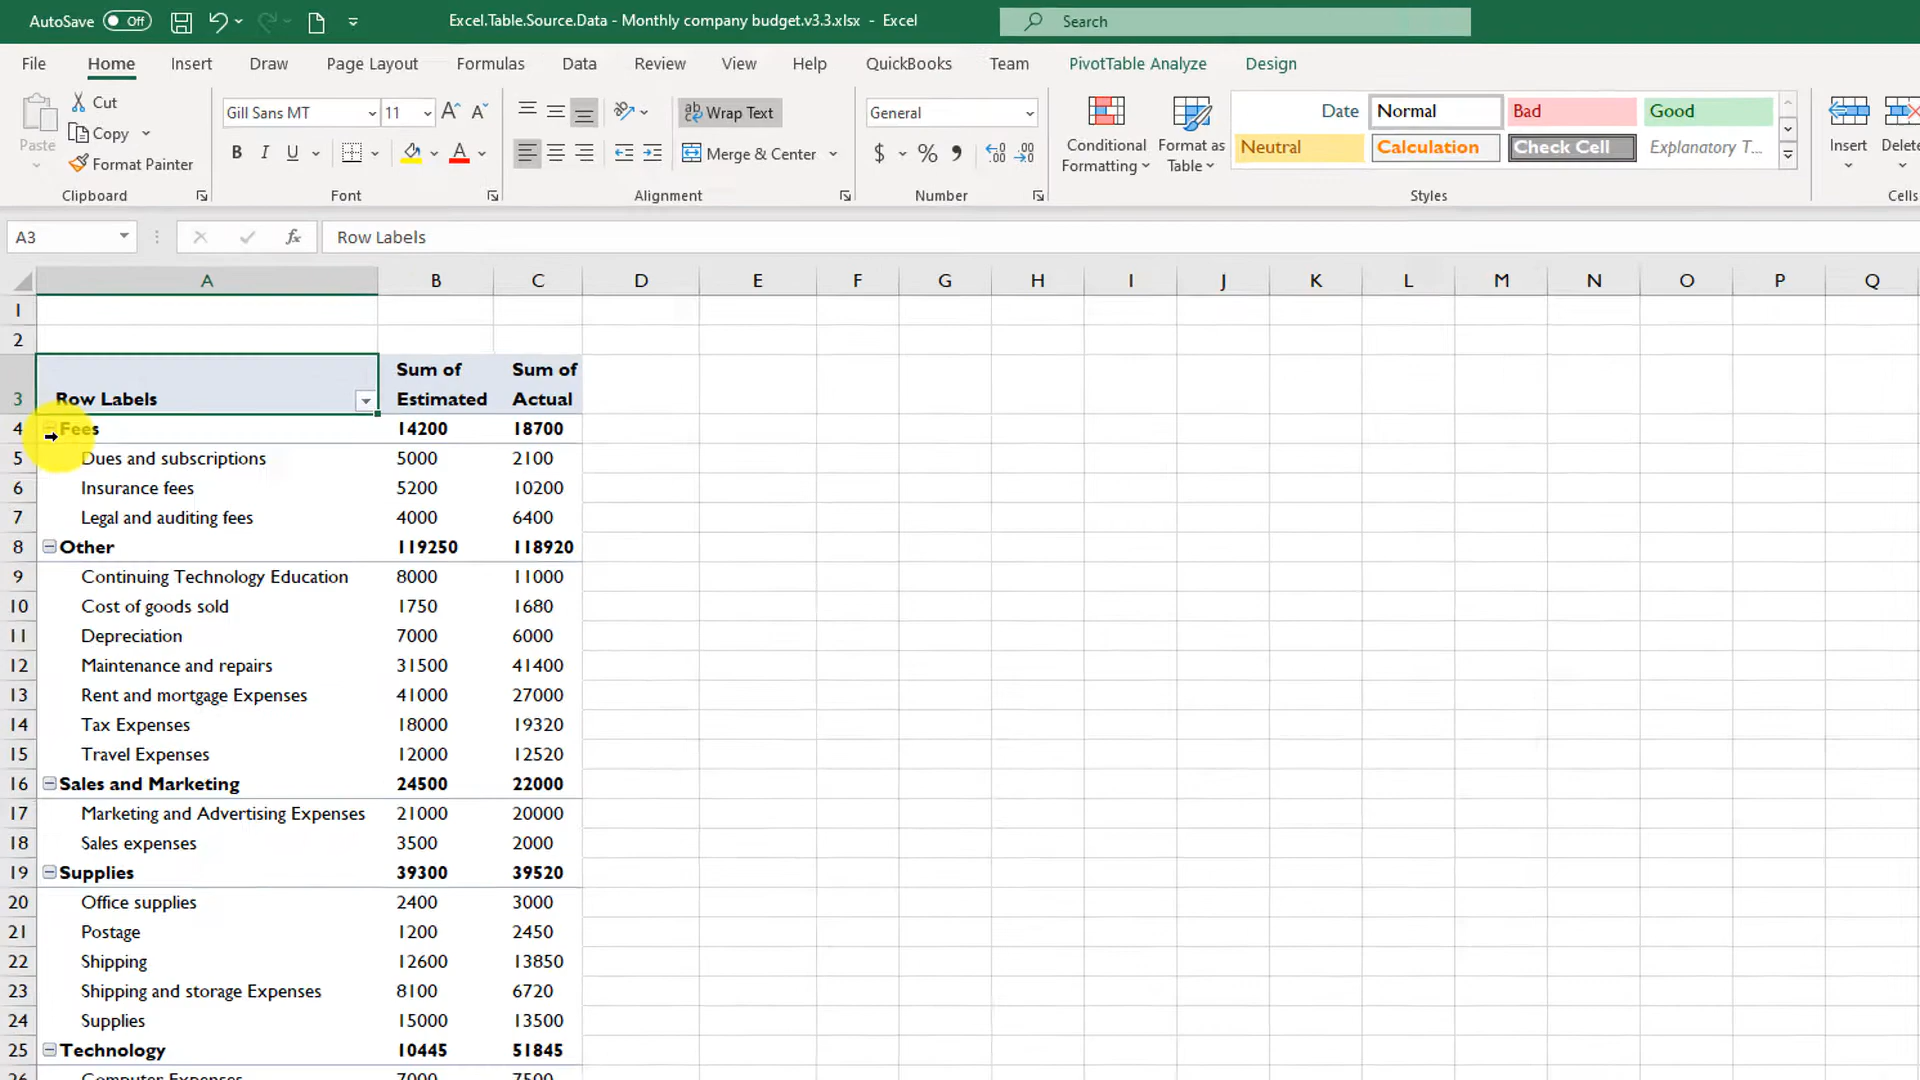 AutoSave Off Excel.Table.Source.Data - Monthly company budget.v3.3.xlsx - Excel Search
File Home Insert Draw Page Layout Formulas Data Review View Help QuickBooks Team PivotTable Analyze Design
Paste Cut Copy Format Painter Clipboard
Gill Sans MT 11 A A B I U A Font
ab Wrap Text Merge & Center Alignment
General $ % 9 .00 .00 Number
Conditional Formatting Format as Table Date Normal Bad Good
Neutral Calculation Check Cell Explanatory T... Styles
Insert Delete Cells
A3 fx Row Labels
A B C D E F G H I J K L M N O P Q
1
2
3 Row Labels Sum of Estimated Sum of Actual
4 Fees 14200 18700
5 Dues and subscriptions 5000 2100
6 Insurance fees 5200 10200
7 Legal and auditing fees 4000 6400
8 Other 119250 118920
9 Continuing Technology Education 8000 11000
10 Cost of goods sold 1750 1680
11 Depreciation 7000 6000
12 Maintenance and repairs 31500 41400
13 Rent and mortgage Expenses 41000 27000
14 Tax Expenses 18000 19320
15 Travel Expenses 12000 12520
16 Sales and Marketing 24500 22000
17 Marketing and Advertising Expenses 21000 20000
18 Sales expenses 3500 2000
19 Supplies 39300 39520
20 Office supplies 2400 3000
21 Postage 1200 2450
22 Shipping 12600 13850
23 Shipping and storage Expenses 8100 6720
24 Supplies 15000 13500
25 Technology 10445 51845
26 Computer Expenses 7000 7500